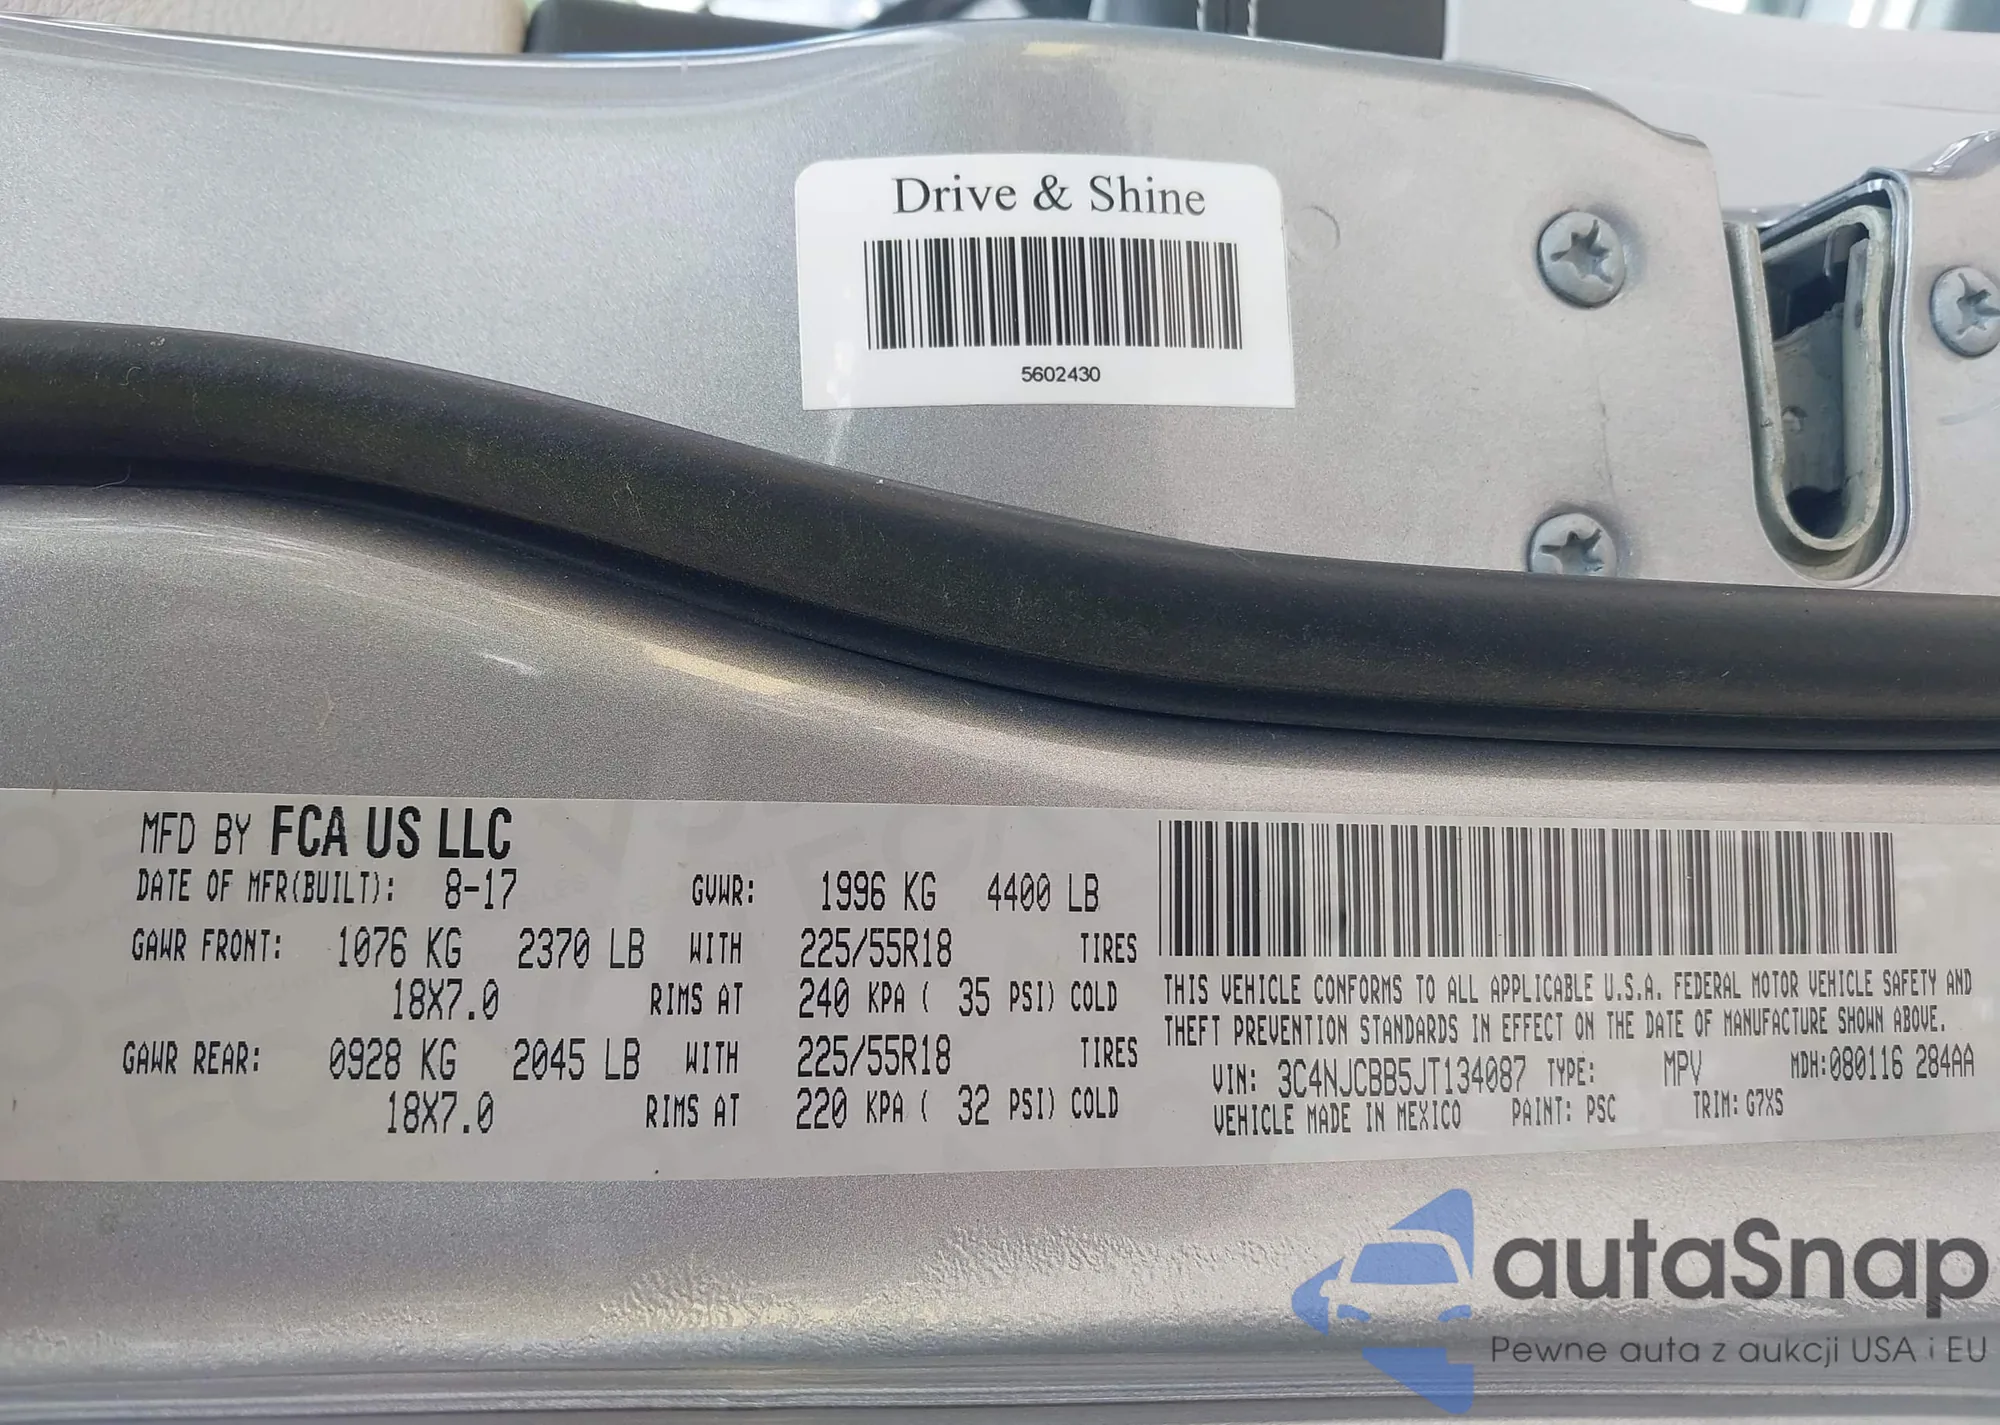 Drive & Shine
5602430
MFD BY FCA US LLC
DATE OF MFR(BUILT): 8-17 GVWR: 1996 KG 4400 LB
GAWR FRONT: 1076 KG 2370 LB WITH 225/55R18 TIRES
18X7.0 RIMS AT 240 KPA ( 35 PSI) COLD
GAWR REAR: 0928 KG 2045 LB WITH 225/55R18 TIRES
18X7.0 RIMS AT 220 KPA ( 32 PSI) COLD
THIS VEHICLE CONFORMS TO ALL APPLICABLE U.S.A. FEDERAL MOTOR VEHICLE SAFETY AND
THEFT PREVENTION STANDARDS IN EFFECT ON THE DATE OF MANUFACTURE SHOWN ABOVE.
VIN: 3C4NJCBB5JT134087 TYPE: MPV MDH:080116 284AA
VEHICLE MADE IN MEXICO PAINT: PSC TRIM: G7XS
autaSnap
Pewne auta z aukcji USA i EU